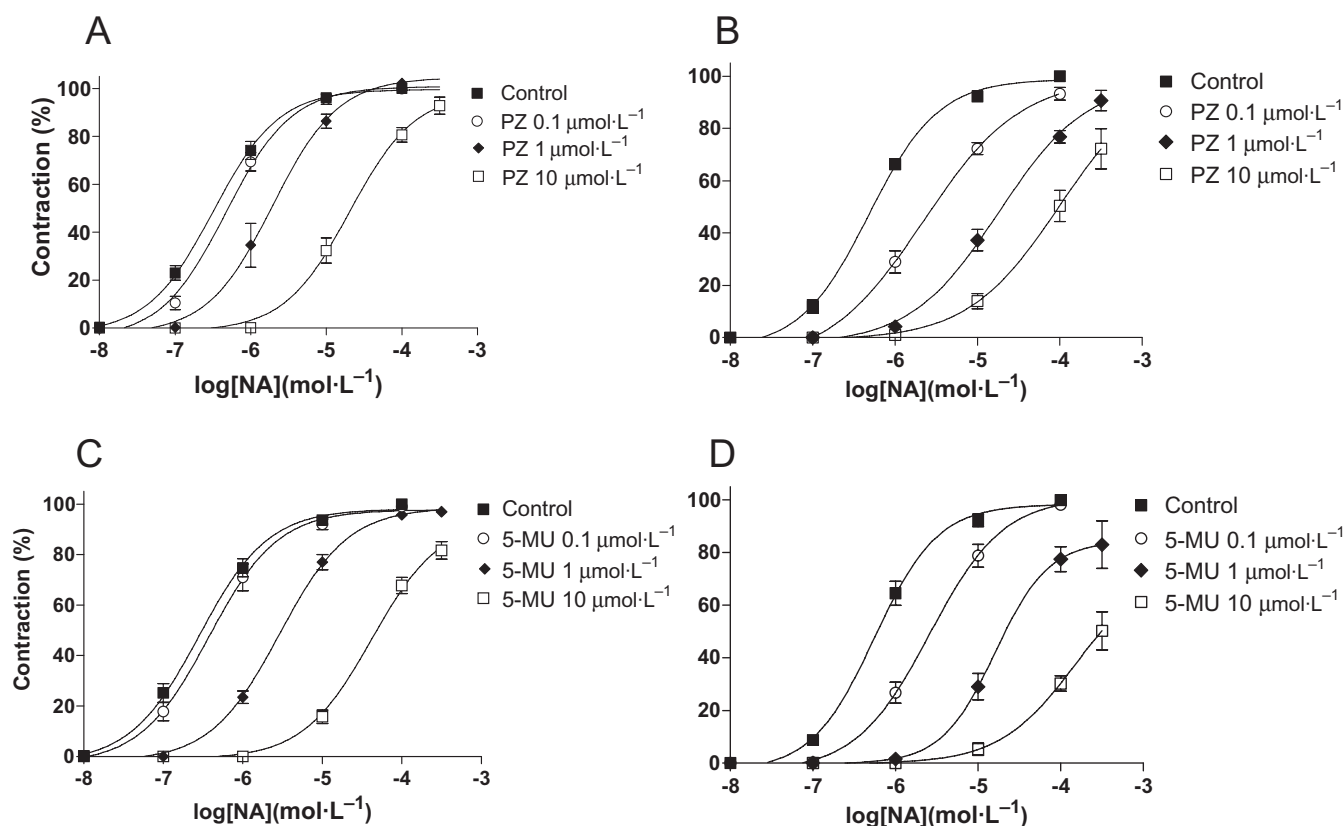 A
Contraction (%)
100
80
60
40
20
0
-8 -7 -6 -5 -4 -3
log[NA](mol·L⁻¹)
Control
PZ 0.1 µmol·L⁻¹
PZ 1 µmol·L⁻¹
PZ 10 µmol·L⁻¹
B
100
80
60
40
20
0
-8 -7 -6 -5 -4 -3
log[NA](mol·L⁻¹)
Control
PZ 0.1 µmol·L⁻¹
PZ 1 µmol·L⁻¹
PZ 10 µmol·L⁻¹
C
Contraction (%)
100
80
60
40
20
0
-8 -7 -6 -5 -4 -3
log[NA](mol·L⁻¹)
Control
5-MU 0.1 µmol·L⁻¹
5-MU 1 µmol·L⁻¹
5-MU 10 µmol·L⁻¹
D
100
80
60
40
20
0
-8 -7 -6 -5 -4 -3
log[NA](mol·L⁻¹)
Control
5-MU 0.1 µmol·L⁻¹
5-MU 1 µmol·L⁻¹
5-MU 10 µmol·L⁻¹